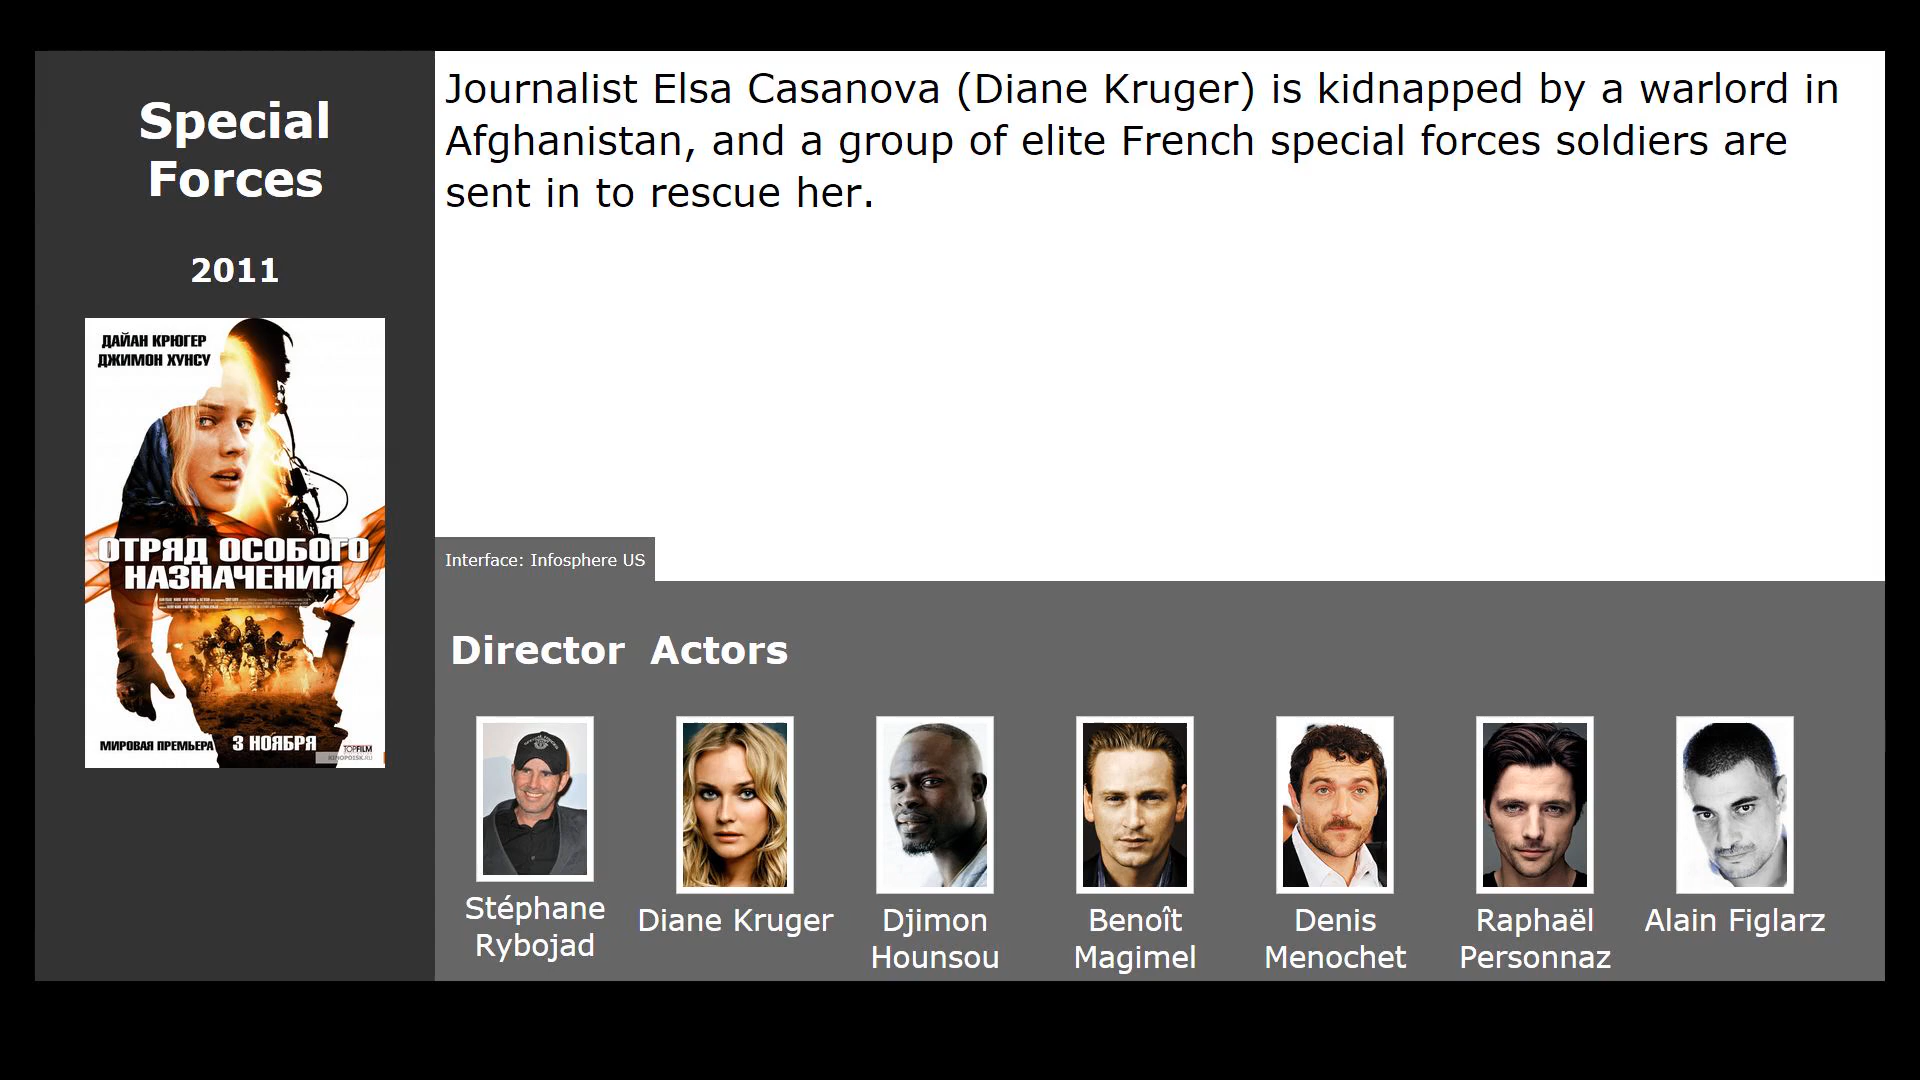 Special
Forces
2011
ДАЙАН КРЮГЕР
ДЖИМОН ХУНСУ
ОТРЯД ОСОБОГО
НАЗНАЧЕНИЯ
МИРОВАЯ ПРЕМЬЕРА 3 НОЯБРЯ
TOPFILM
KINOPOISK.RU
Journalist Elsa Casanova (Diane Kruger) is kidnapped by a warlord in
Afghanistan, and a group of elite French special forces soldiers are
sent in to rescue her.
Interface: Infosphere US
Director Actors
Stéphane
Rybojad
Diane Kruger
Djimon
Hounsou
Benoît
Magimel
Denis
Menochet
Raphaël
Personnaz
Alain Figlarz